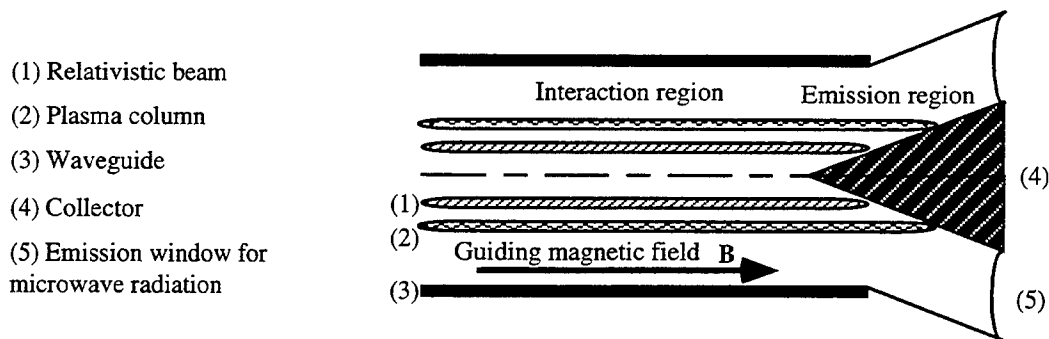 (1) Relativistic beam
(2) Plasma column
(3) Waveguide
(4) Collector
(5) Emission window for
microwave radiation
Interaction region
Emission region
(1)
(2)
Guiding magnetic field B
(3)
(4)
(5)